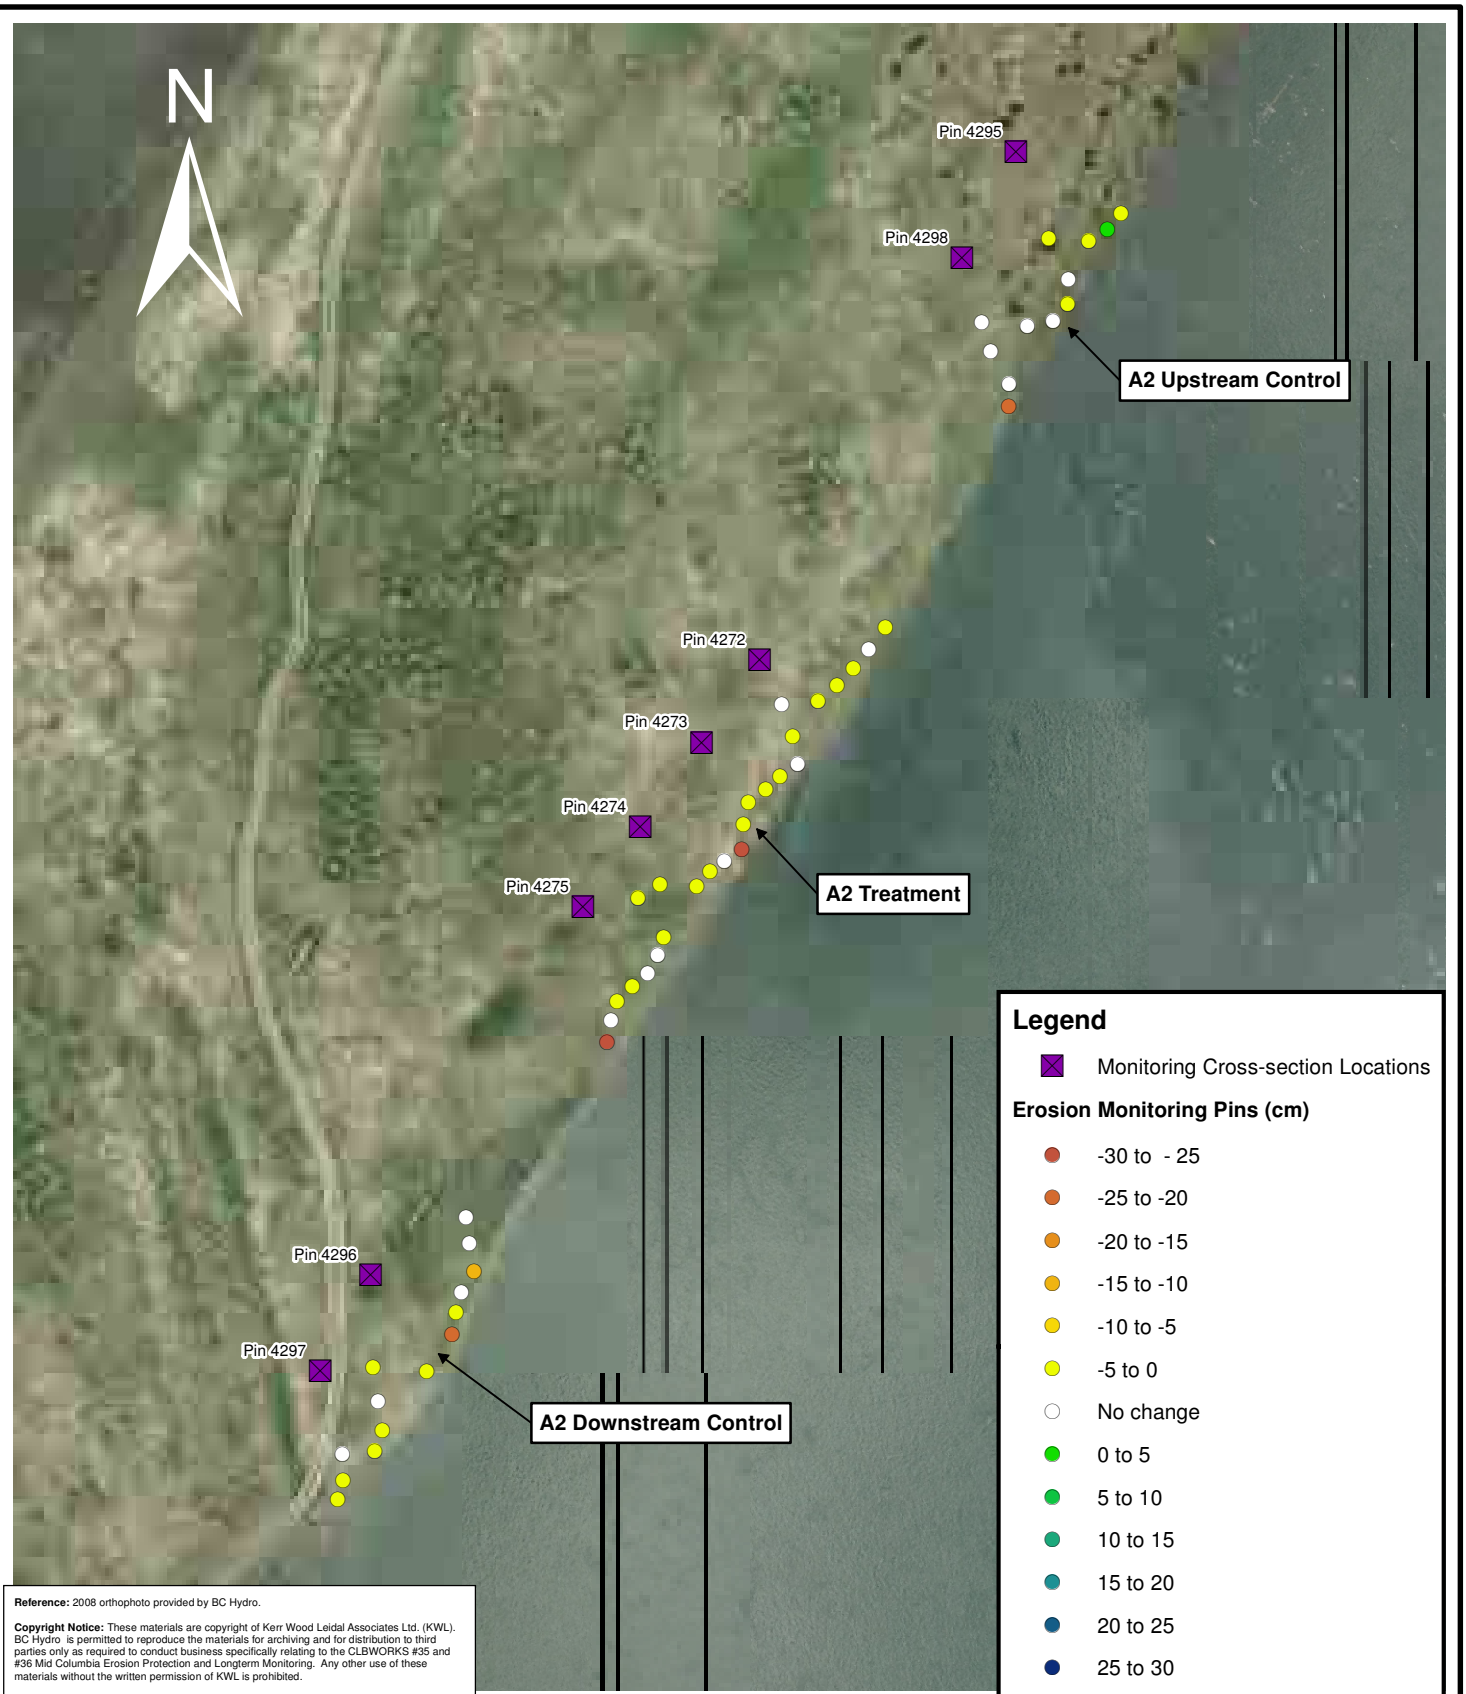 N
Pin 4295
Pin 4298
A2 Upstream Control
Pin 4272
Pin 4273
Pin 4274
Pin 4275
A2 Treatment
Pin 4296
Pin 4297
A2 Downstream Control
Legend
Monitoring Cross-section Locations
Erosion Monitoring Pins (cm)
-30 to - 25
-25 to -20
-20 to -15
-15 to -10
-10 to -5
-5 to 0
No change
0 to 5
5 to 10
10 to 15
15 to 20
20 to 25
25 to 30
Reference: 2008 orthophoto provided by BC Hydro.
Copyright Notice: These materials are copyright of Kerr Wood Leidal Associates Ltd. (KWL).
BC Hydro is permitted to reproduce the materials for archiving and for distribution to third
parties only as required to conduct business specifically relating to the CLBWORKS #35 and
#36 Mid Columbia Erosion Protection and Longterm Monitoring. Any other use of these
materials without the written permission of KWL is prohibited.